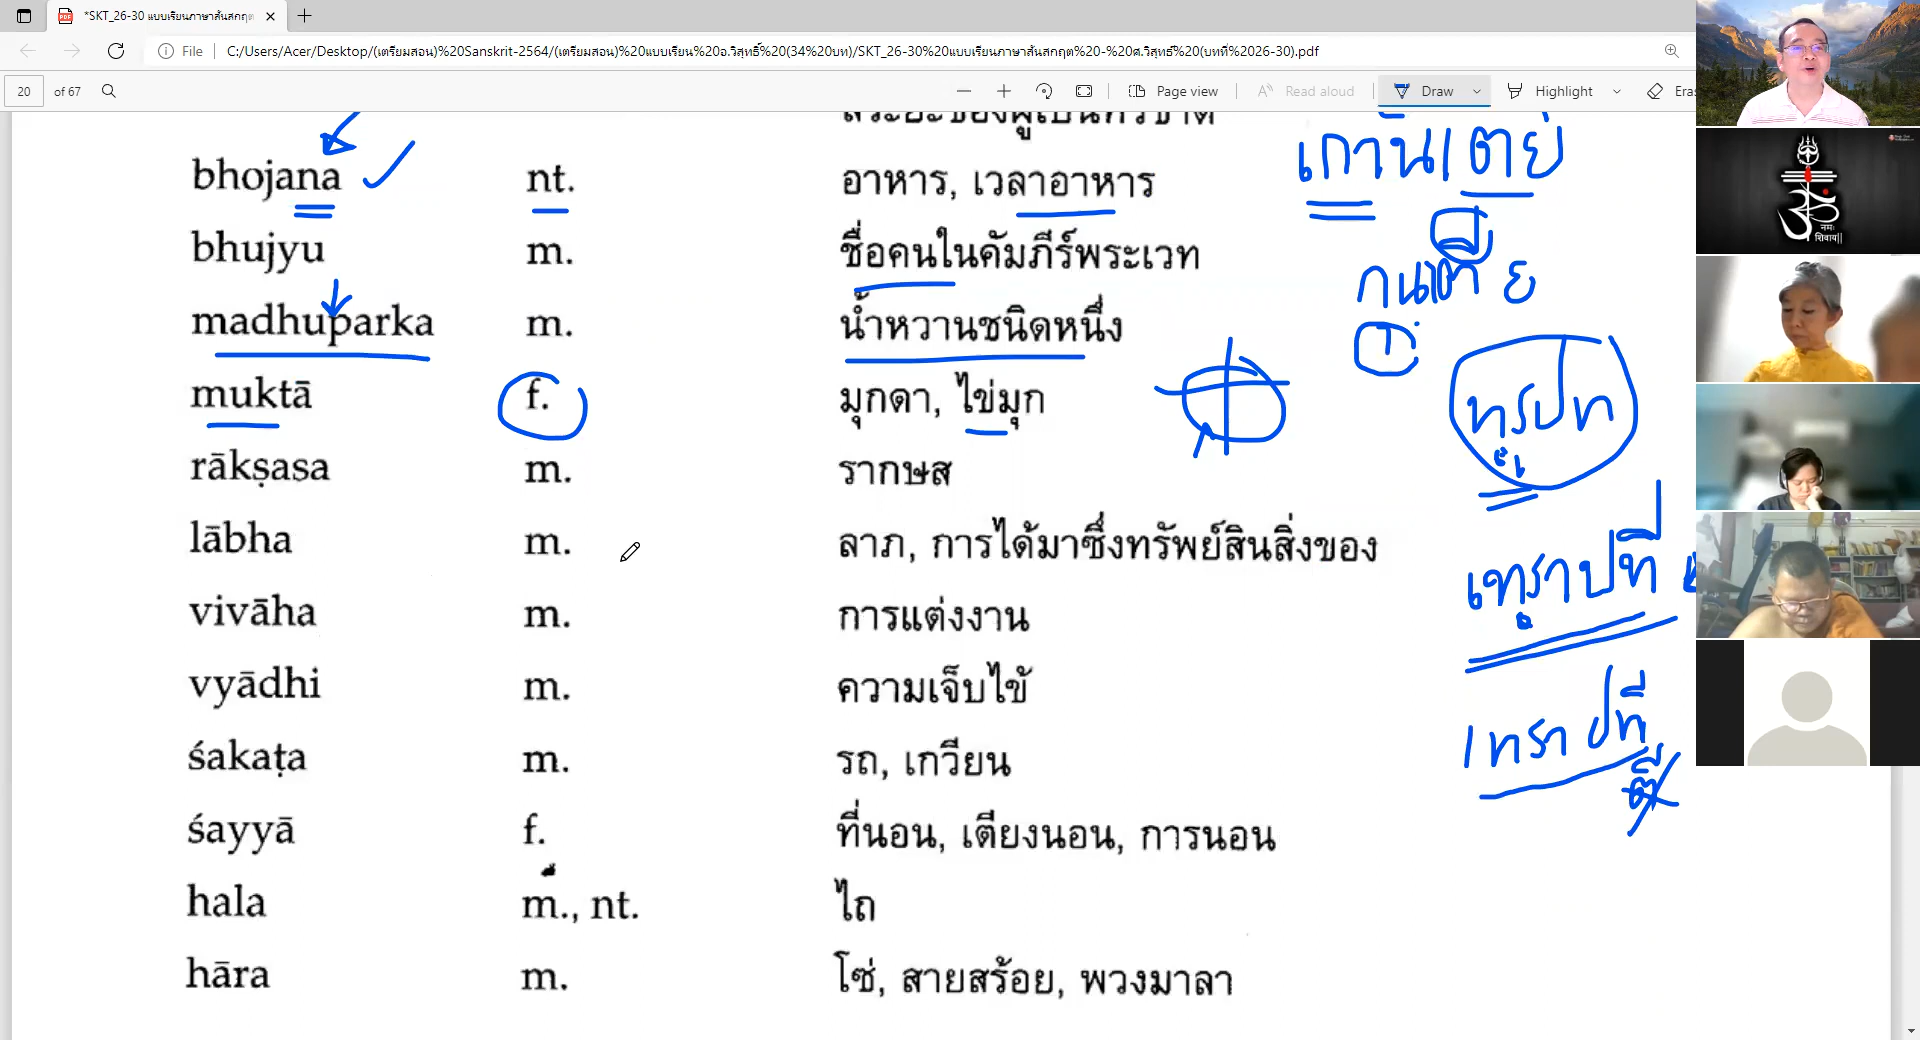 *SKT_26-30 แบบเรียนภาษาสันสกฤต
File C:/Users/Acer/Desktop/(เตรียมสอน)%20Sanskrit-2564/(เตรียมสอน)%20แบบเรียน%20อ.วิสุทธิ์%20(34%20บท)/SKT_26-30%20แบบเรียนภาษาสันสกฤต%20-%20ศ.วิสุทธ์%20(บทที่%2026-30).pdf
20 of 67 Page view Read aloud Draw Highlight Eras
bhojana nt. อาหาร, เวลาอาหาร
bhujyu m. ชื่อคนในคัมภีร์พระเวท
madhuparka m. น้ำหวานชนิดหนึ่ง
muktā f. มุกดา, ไข่มุก
rākṣasa m. รากษส
lābha m. ลาภ, การได้มาซึ่งทรัพย์สินสิ่งของ
vivāha m. การแต่งงาน
vyādhi m. ความเจ็บไข้
śakaṭa m. รถ, เกวียน
śayyā f. ที่นอน, เตียงนอน, การนอน
hala m., nt. ไถ
hāra m. โซ่, สายสร้อย, พวงมาลา
เกานฺเตย
ทฺรุปท
เทฺราปที
เทราปที
ॐ
नमः
शिवाय||